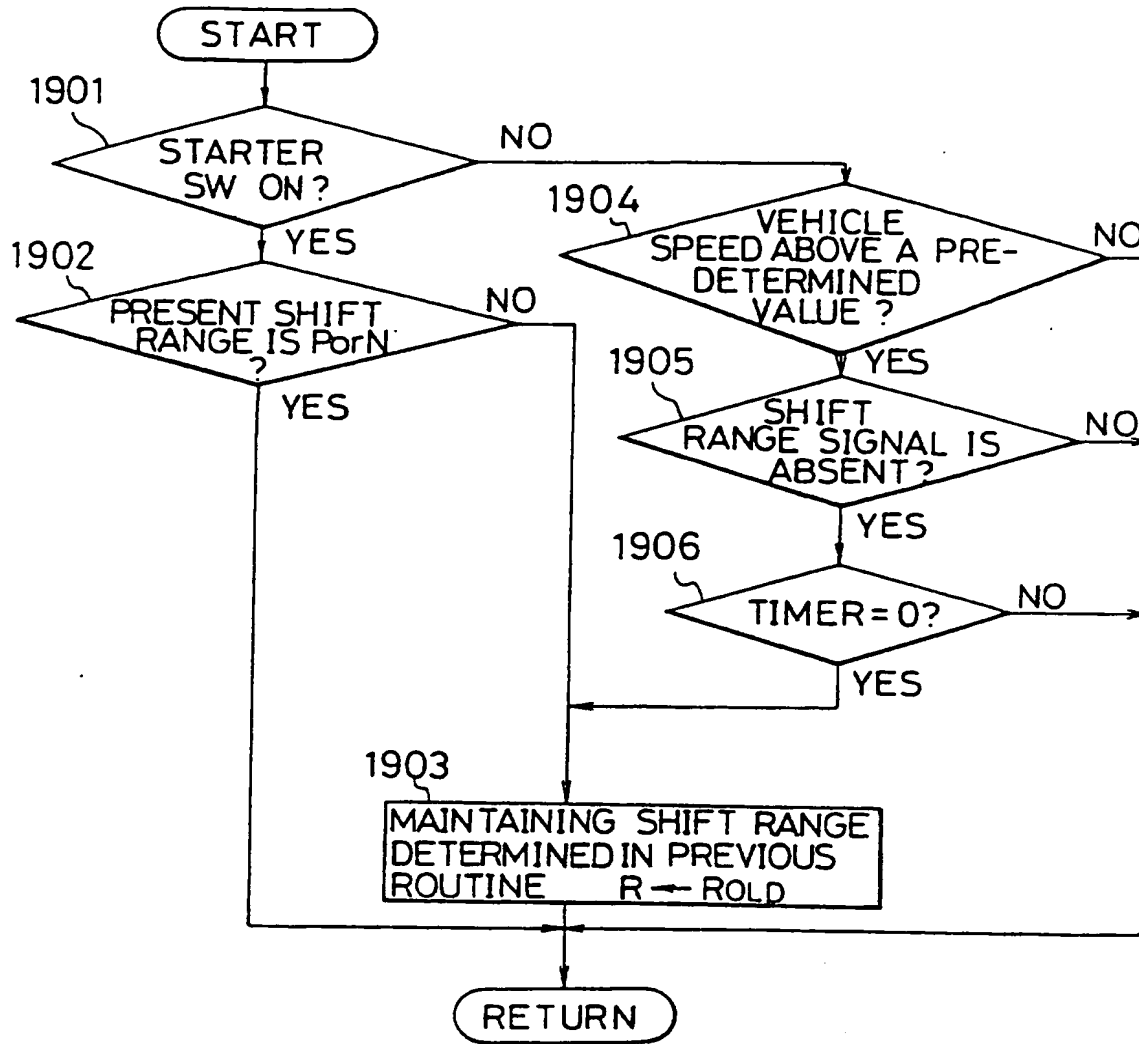 START
1901
STARTER
SW ON?
NO
YES
1902
PRESENT SHIFT
RANGE IS PorN
?
NO
YES
1904
VEHICLE
SPEED ABOVE A PRE-
DETERMINED
VALUE ?
NO
YES
1905
SHIFT
RANGE SIGNAL IS
ABSENT?
NO
YES
1906
TIMER = 0?
NO
YES
1903
MAINTAINING SHIFT RANGE
DETERMINED IN PREVIOUS
ROUTINE R ← ROLD
RETURN